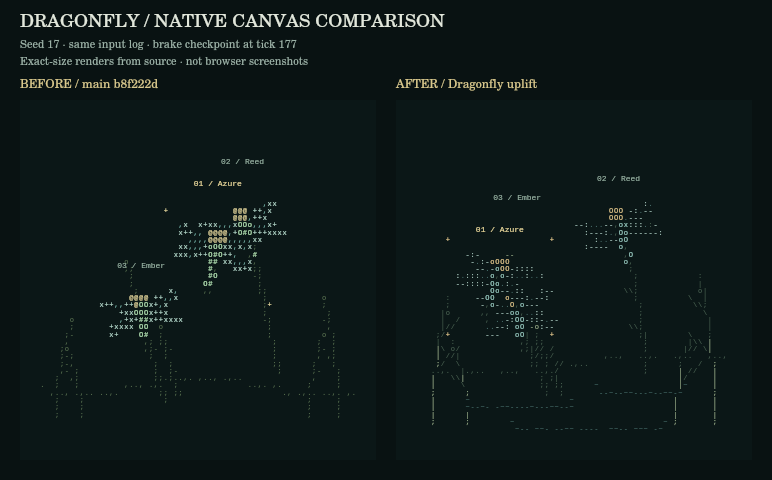 DRAGONFLY / NATIVE CANVAS COMPARISON
Seed 17 · same input log · brake checkpoint at tick 177
Exact-size renders from source · not browser screenshots
BEFORE / main b8f222d
AFTER / Dragonfly uplift
02 / Reed
01 / Azure
03 / Ember
02 / Reed
03 / Ember
01 / Azure